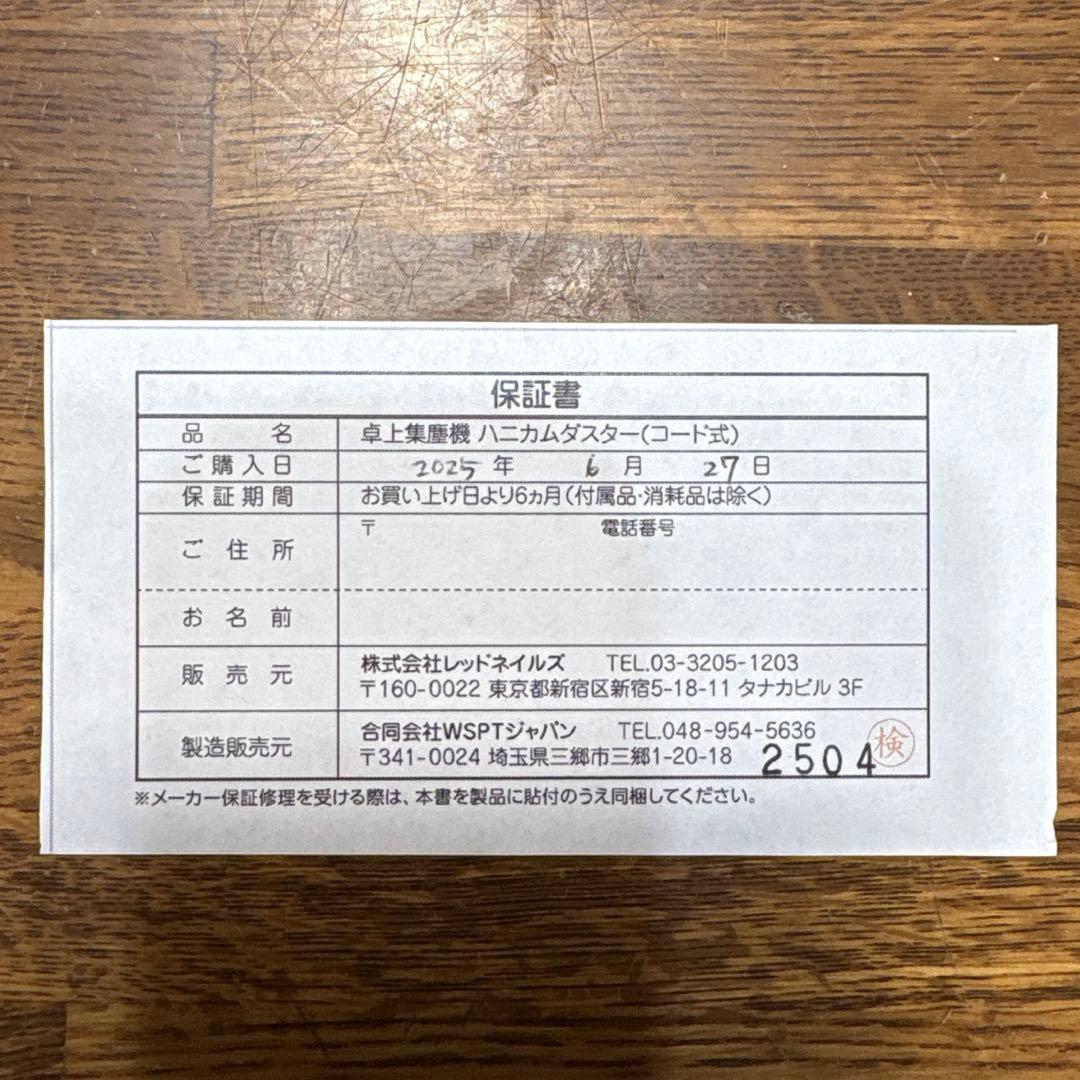 保証書
品名 卓上集塵機 ハニカムダスター(コード式)
ご購入日 2025年 6月 27日
保証期間 お買い上げ日より6ヵ月(付属品・消耗品は除く)
ご住所 〒 電話番号
お名前
販売元 株式会社レッドネイルズ TEL.03-3205-1203
〒160-0022 東京都新宿区新宿5-18-11 タナカビル 3F
製造販売元 合同会社WSPTジャパン TEL.048-954-5636
〒341-0024 埼玉県三郷市三郷1-20-18 2504 検
※メーカー保証修理を受ける際は、本書を製品に貼付のうえ同梱してください。